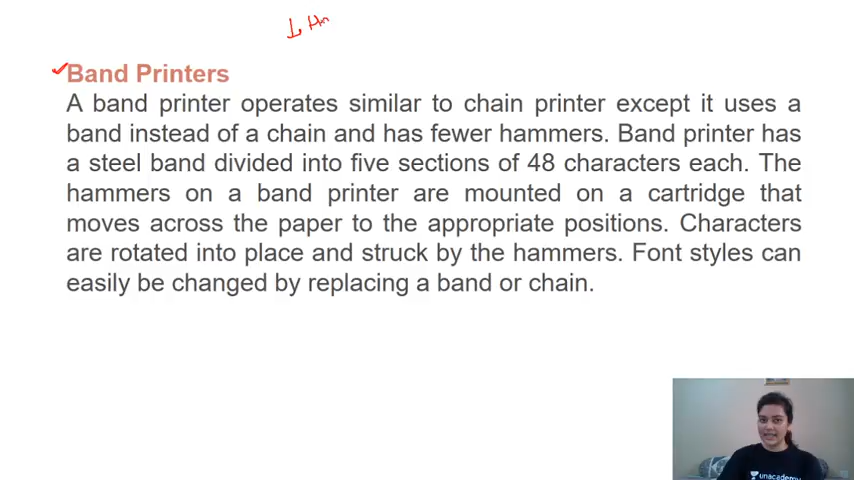 Band Printers
A band printer operates similar to chain printer except it uses a
band instead of a chain and has fewer hammers. Band printer has
a steel band divided into five sections of 48 characters each. The
hammers on a band printer are mounted on a cartridge that
moves across the paper to the appropriate positions. Characters
are rotated into place and struck by the hammers. Font styles can
easily be changed by replacing a band or chain.
unacademy